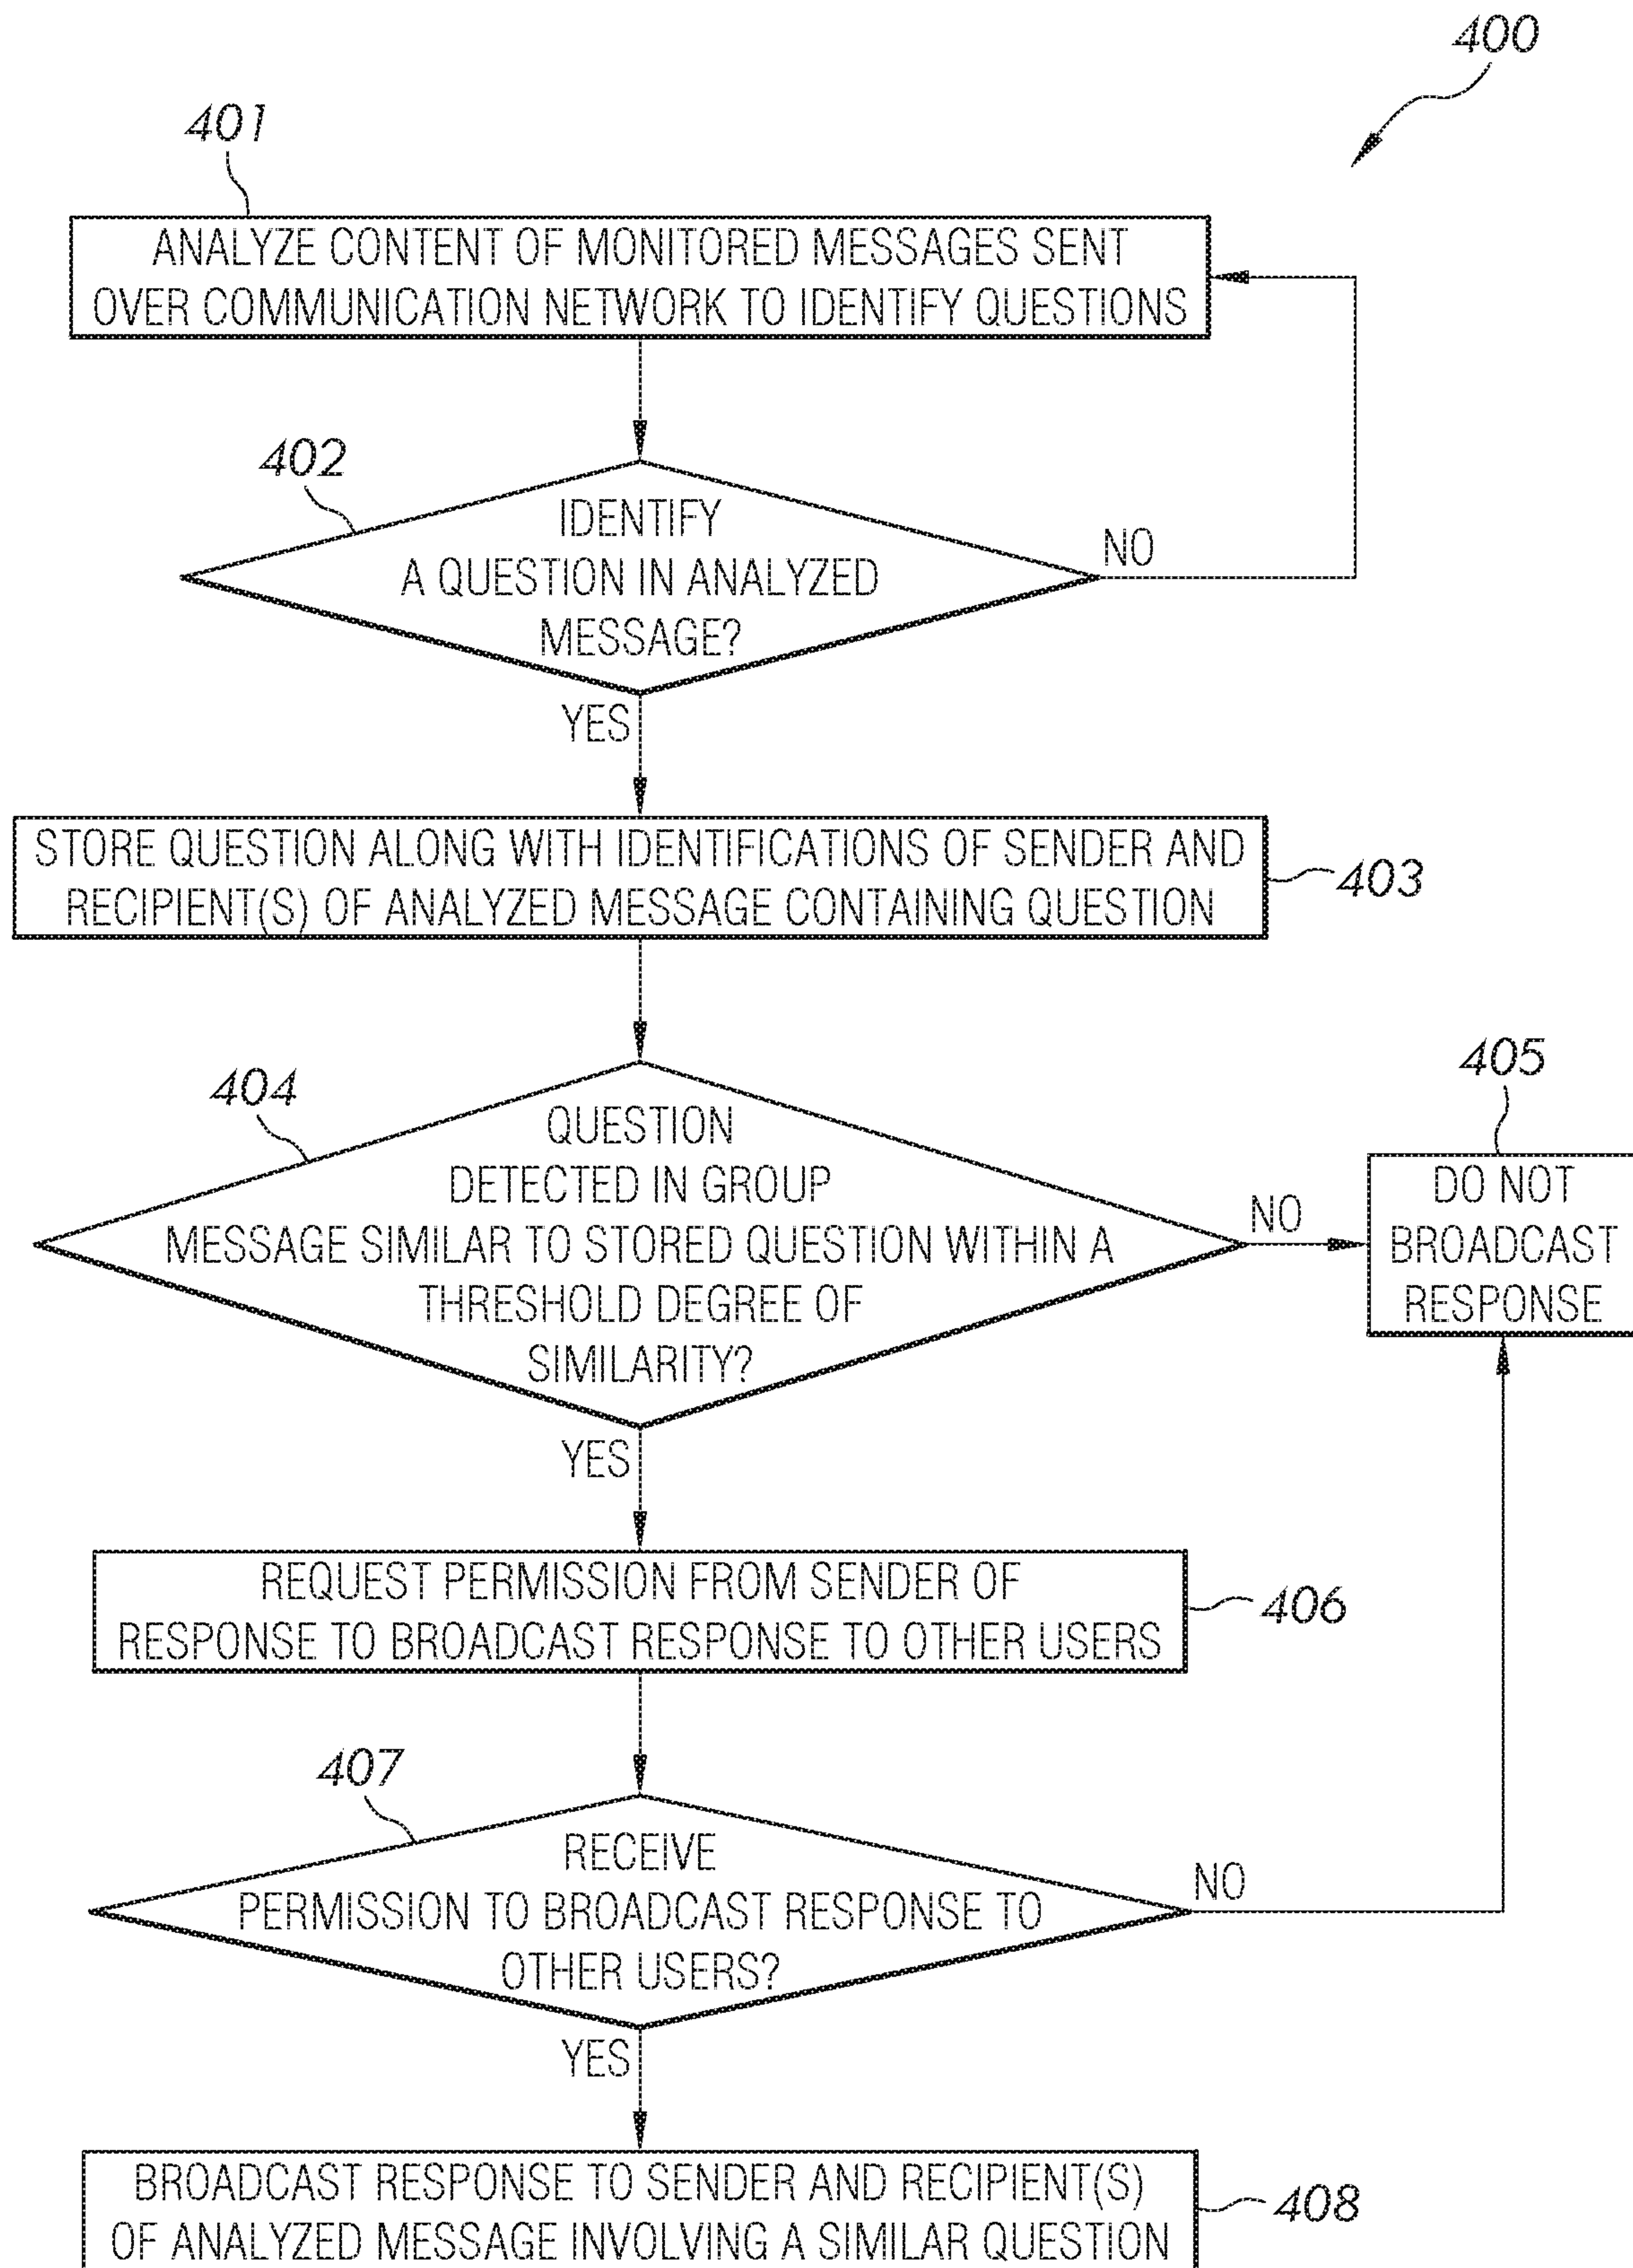 400
401
ANALYZE CONTENT OF MONITORED MESSAGES SENT
OVER COMMUNICATION NETWORK TO IDENTIFY QUESTIONS
402
IDENTIFY
A QUESTION IN ANALYZED
MESSAGE?
NO
YES
STORE QUESTION ALONG WITH IDENTIFICATIONS OF SENDER AND
RECIPIENT(S) OF ANALYZED MESSAGE CONTAINING QUESTION
403
404
QUESTION
DETECTED IN GROUP
MESSAGE SIMILAR TO STORED QUESTION WITHIN A
THRESHOLD DEGREE OF
SIMILARITY?
NO
405
DO NOT
BROADCAST
RESPONSE
YES
REQUEST PERMISSION FROM SENDER OF
RESPONSE TO BROADCAST RESPONSE TO OTHER USERS
406
407
RECEIVE
PERMISSION TO BROADCAST RESPONSE TO
OTHER USERS?
NO
YES
BROADCAST RESPONSE TO SENDER AND RECIPIENT(S)
OF ANALYZED MESSAGE INVOLVING A SIMILAR QUESTION
408